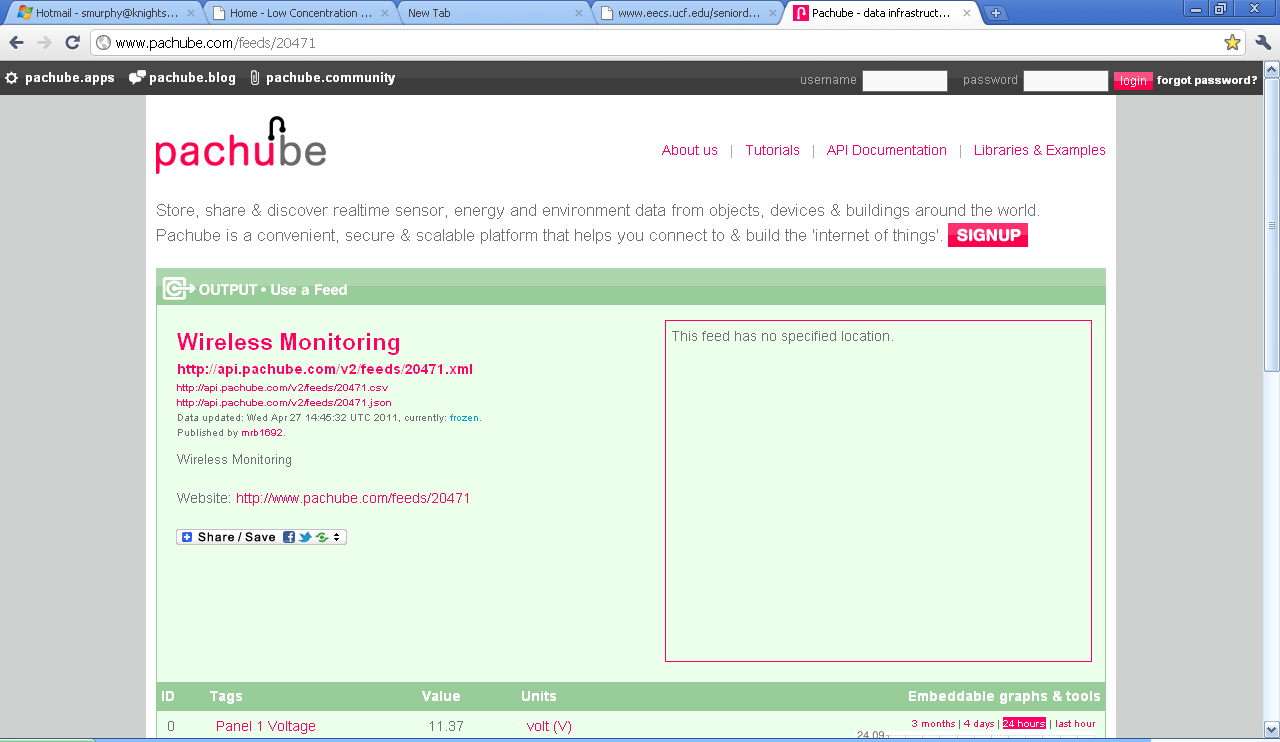 Hotmail - smurphy@knights... Home - Low Concentration New Tab www.eecs.ucf.edu/seniord... Pachube - data infrastruct...
www.pachube.com/feeds/20471
pachube.apps pachube.blog pachube.community username password login forgot password?
pachube
About us | Tutorials | API Documentation | Libraries & Examples
Store, share & discover realtime sensor, energy and environment data from objects, devices & buildings around the world.
Pachube is a convenient, secure & scalable platform that helps you connect to & build the 'internet of things'. SIGNUP
OUTPUT • Use a Feed
Wireless Monitoring
http://api.pachube.com/v2/feeds/20471.xml
http://api.pachube.com/v2/feeds/20471.csv
http://api.pachube.com/v2/feeds/20471.json
Data updated: Wed Apr 27 14:45:32 UTC 2011, currently: frozen.
Published by mrb1692.
Wireless Monitoring
Website: http://www.pachube.com/feeds/20471
Share / Save
This feed has no specified location.
ID Tags Value Units Embeddable graphs & tools
0 Panel 1 Voltage 11.37 volt (V) 3 months | 4 days | 24 hours | last hour
24.09